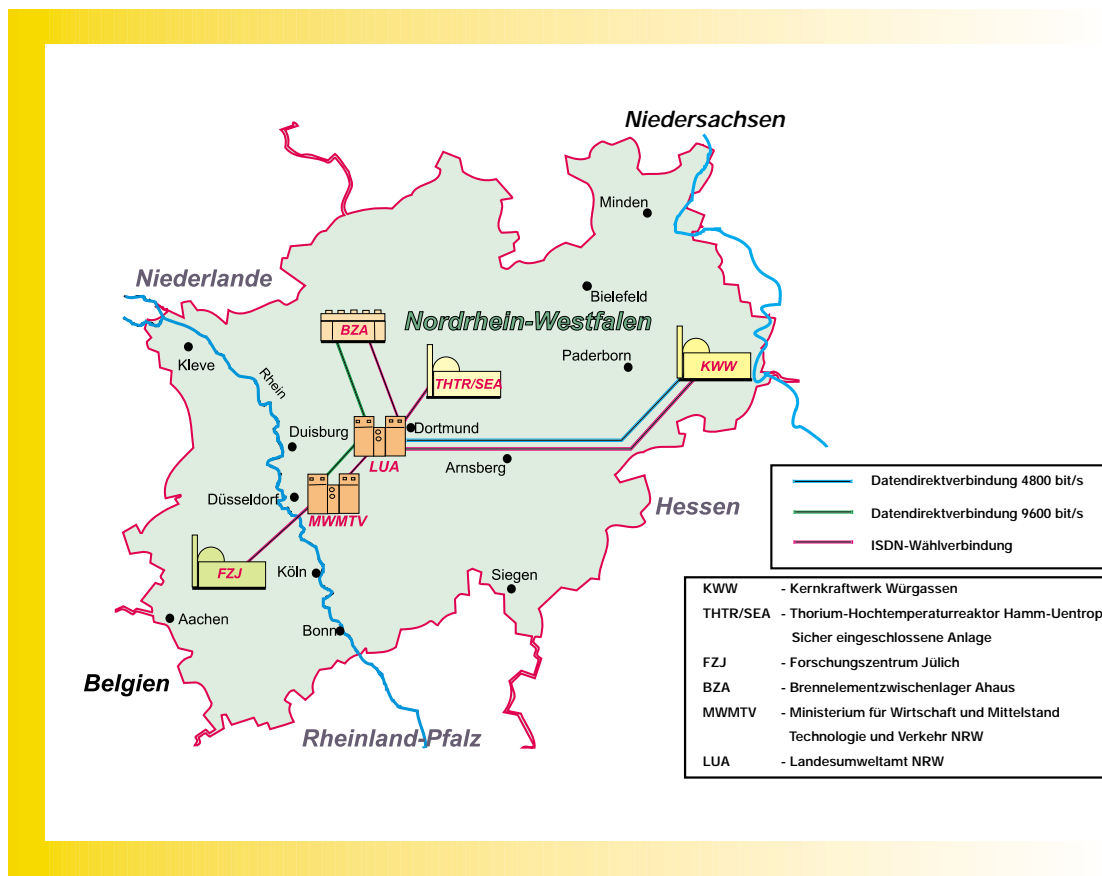 Niedersachsen
Minden
Niederlande
Bielefeld
BZA
Nordrhein-Westfalen
Kleve
Rhein
THTR/SEA
Paderborn
KWW
Duisburg
Dortmund
LUA
Arnsberg
Düsseldorf
MWMTV
Hessen
FZJ
Köln
Siegen
Aachen
Bonn
Belgien
Rheinland-Pfalz
Datendirektverbindung 4800 bit/s
Datendirektverbindung 9600 bit/s
ISDN-Wählverbindung
KWW - Kernkraftwerk Würgassen
THTR/SEA - Thorium-Hochtemperaturreaktor Hamm-Uentrop
Sicher eingeschlossene Anlage
FZJ - Forschungszentrum Jülich
BZA - Brennelementzwischenlager Ahaus
MWMTV - Ministerium für Wirtschaft und Mittelstand
Technologie und Verkehr NRW
LUA - Landesumweltamt NRW